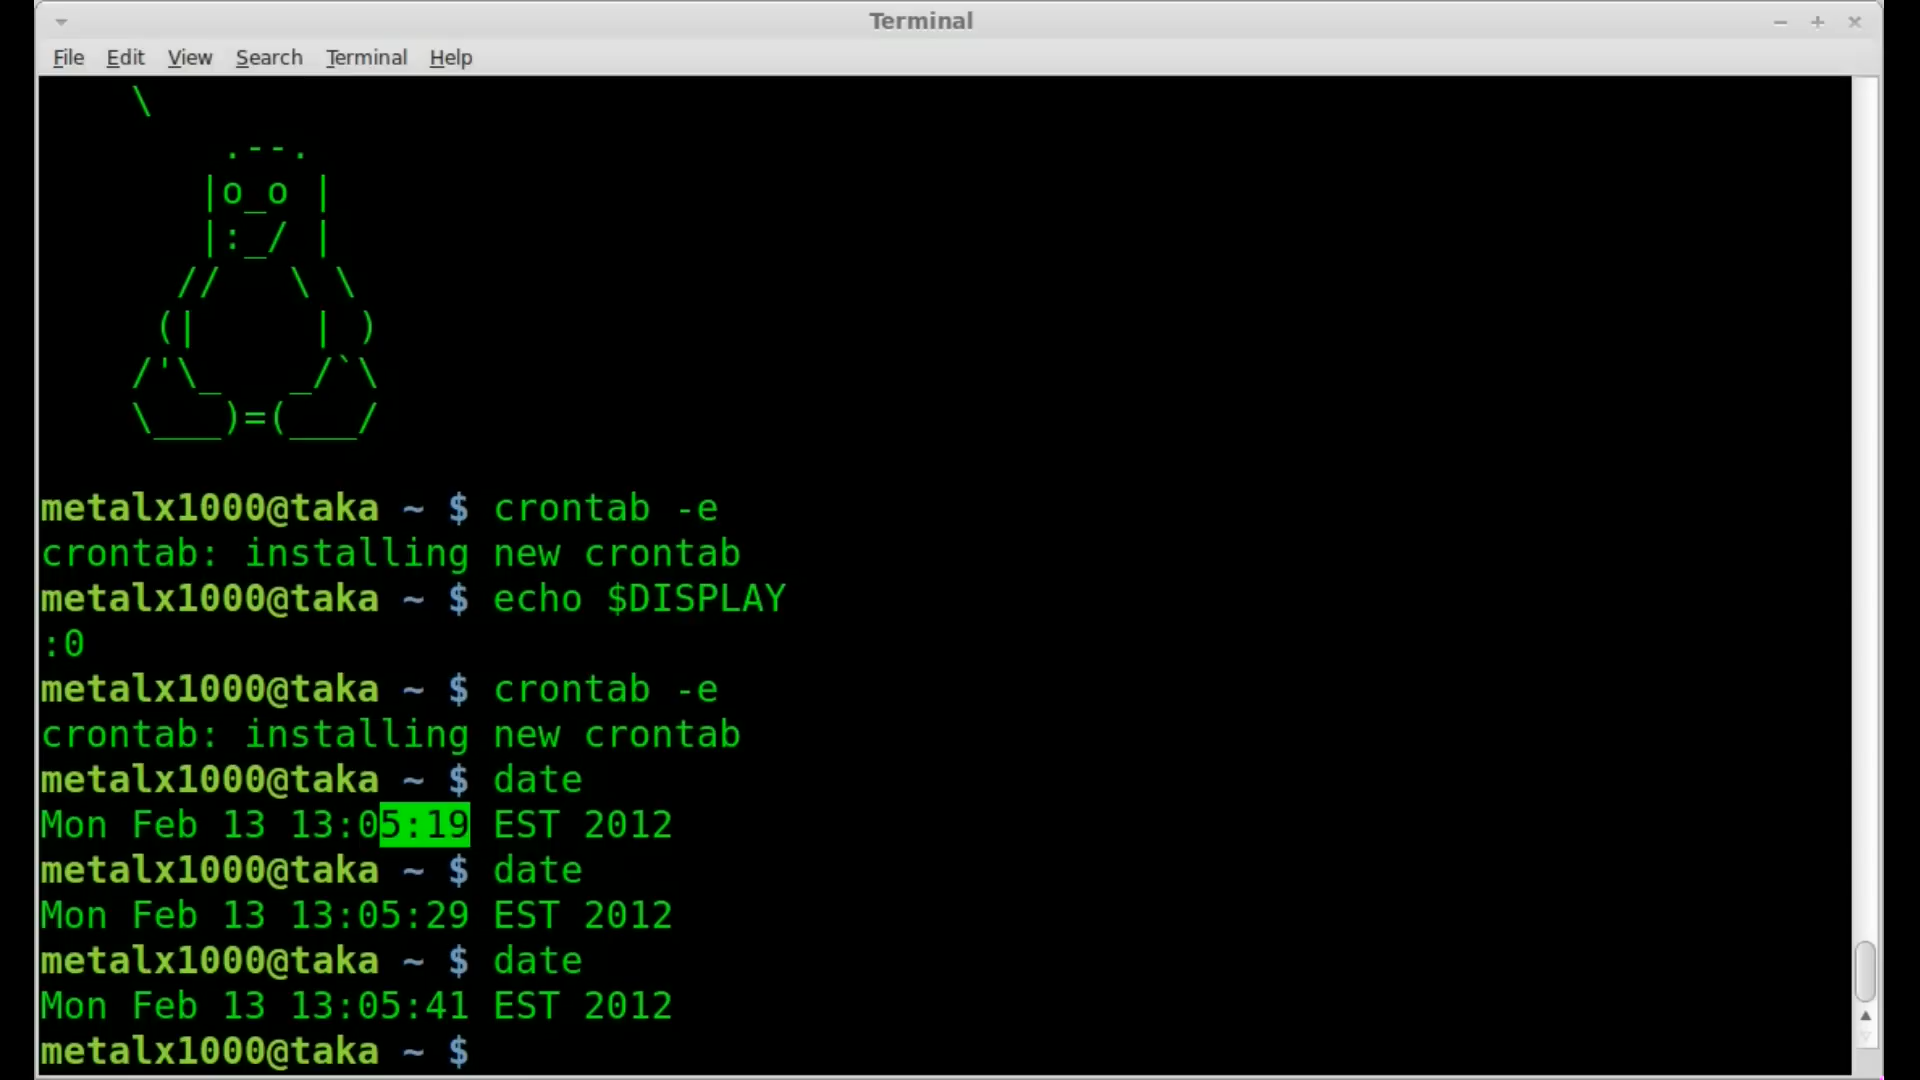 Terminal
File Edit View Search Terminal Help
    \
        .--.
       |o_o |
       |:_/ |
      //   \ \
     (|     | )
    /'\_   _/`\
    \___)=(___/
metalx1000@taka ~ $ crontab -e
crontab: installing new crontab
metalx1000@taka ~ $ echo $DISPLAY
:0
metalx1000@taka ~ $ crontab -e
crontab: installing new crontab
metalx1000@taka ~ $ date
Mon Feb 13 13:05:19 EST 2012
metalx1000@taka ~ $ date
Mon Feb 13 13:05:29 EST 2012
metalx1000@taka ~ $ date
Mon Feb 13 13:05:41 EST 2012
metalx1000@taka ~ $